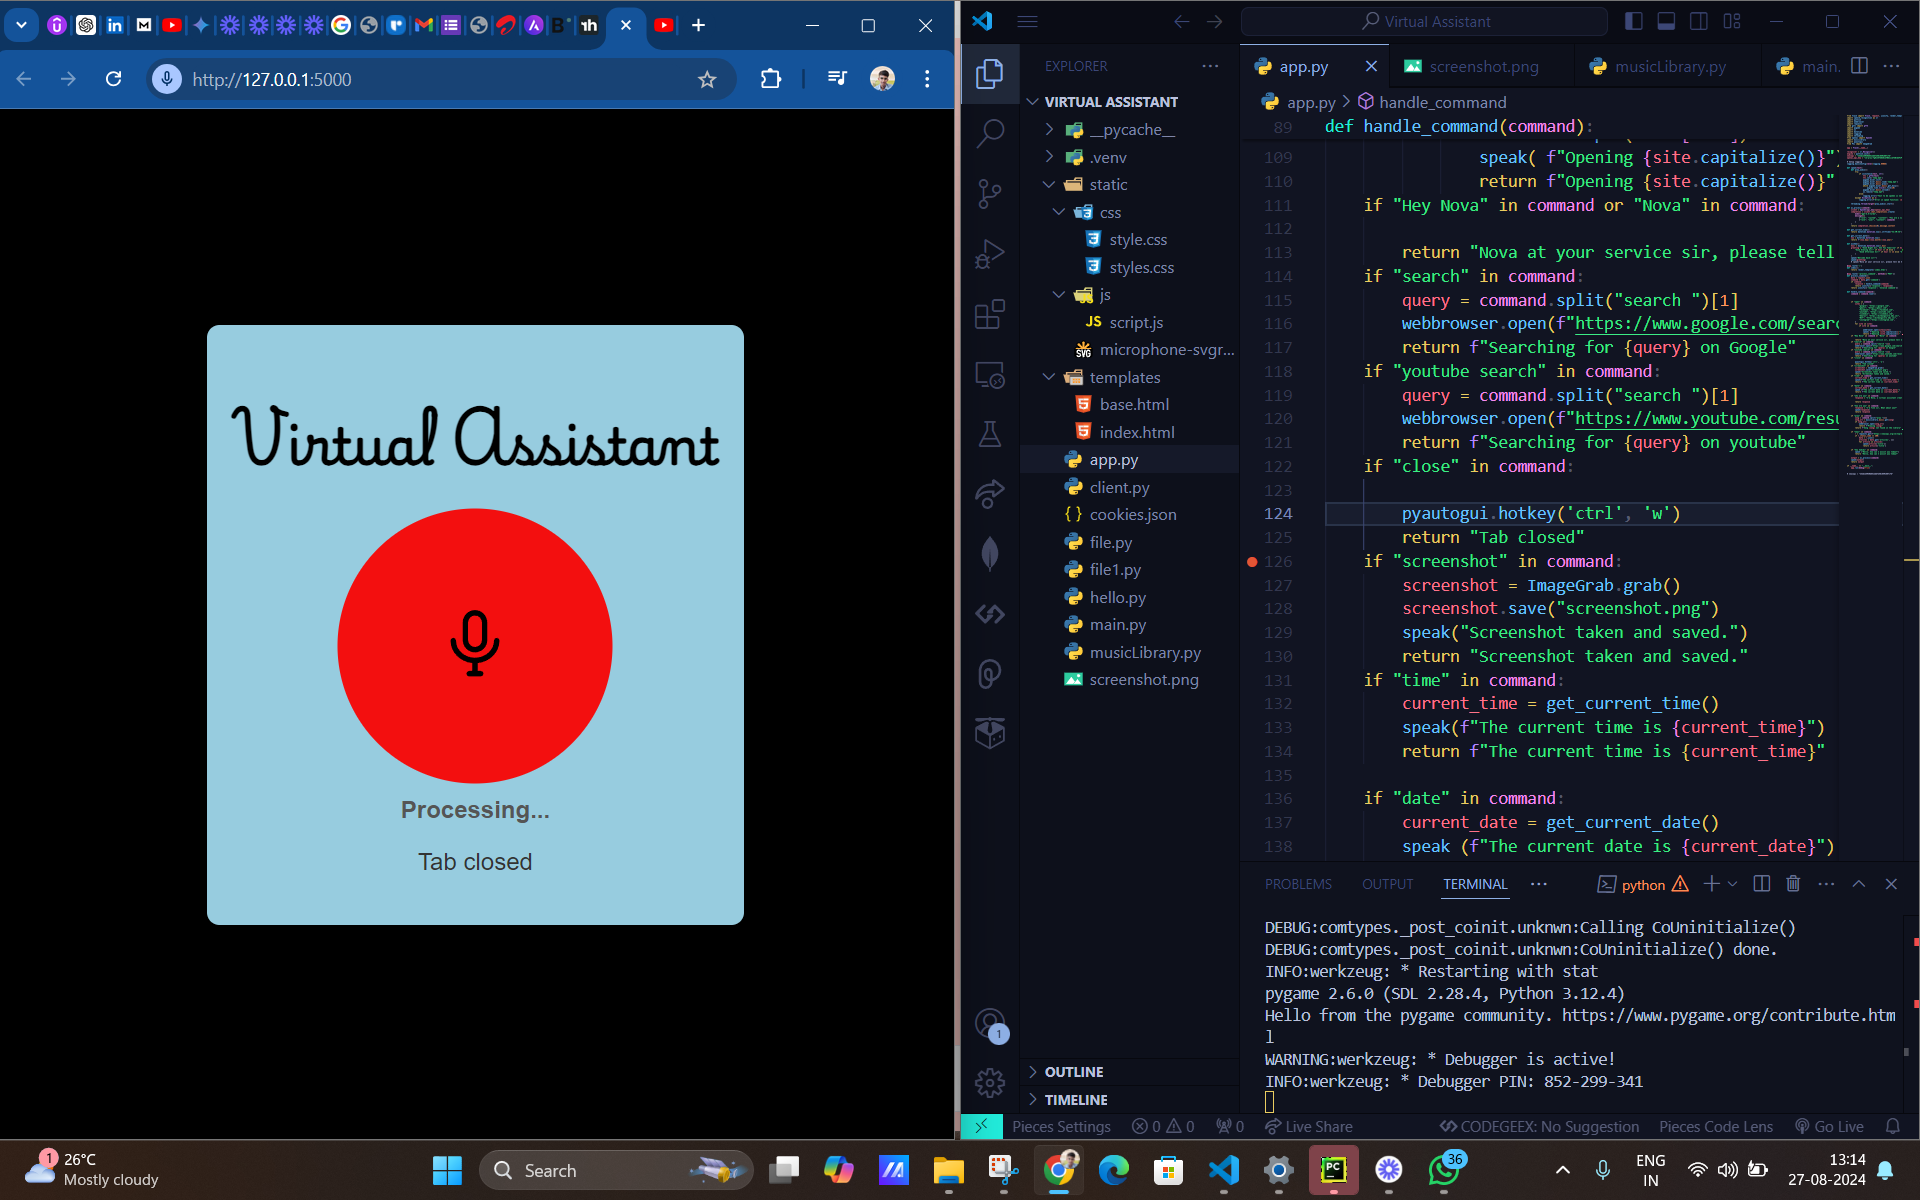 http://127.0.0.1:5000
Virtual Assistant
Processing...
Tab closed
Virtual Assistant
EXPLORER
VIRTUAL ASSISTANT
__pycache__
.venv
static
css
style.css
styles.css
js
JS script.js
microphone-svgr...
templates
base.html
index.html
app.py
client.py
{} cookies.json
file.py
file1.py
hello.py
main.py
musicLibrary.py
screenshot.png
OUTLINE
TIMELINE
app.py
screenshot.png
musicLibrary.py
main.
app.py > handle_command
89 def handle_command(command):
109 speak( f"Opening {site.capitalize()}")
110 return f"Opening {site.capitalize()}"
111 if "Hey Nova" in command or "Nova" in command:
112
113 return "Nova at your service sir, please tell
114 if "search" in command:
115 query = command.split("search ")[1]
116 webbrowser.open(f"https://www.google.com/searc
117 return f"Searching for {query} on Google"
118 if "youtube search" in command:
119 query = command.split("search ")[1]
120 webbrowser.open(f"https://www.youtube.com/resu
121 return f"Searching for {query} on youtube"
122 if "close" in command:
123
124 pyautogui.hotkey('ctrl', 'w')
125 return "Tab closed"
126 if "screenshot" in command:
127 screenshot = ImageGrab.grab()
128 screenshot.save("screenshot.png")
129 speak("Screenshot taken and saved.")
130 return "Screenshot taken and saved."
131 if "time" in command:
132 current_time = get_current_time()
133 speak(f"The current time is {current_time}")
134 return f"The current time is {current_time}"
135
136 if "date" in command:
137 current_date = get_current_date()
138 speak (f"The current date is {current_date}")
PROBLEMS OUTPUT TERMINAL ... python
DEBUG:comtypes._post_coinit.unknwn:Calling CoUninitialize()
DEBUG:comtypes._post_coinit.unknwn:CoUninitialize() done.
INFO:werkzeug: * Restarting with stat
pygame 2.6.0 (SDL 2.28.4, Python 3.12.4)
Hello from the pygame community. https://www.pygame.org/contribute.htm
l
WARNING:werkzeug: * Debugger is active!
INFO:werkzeug: * Debugger PIN: 852-299-341
1
Pieces Settings 0 0 0 Live Share CODEGEEX: No Suggestion Pieces Code Lens Go Live
1
26°C
Mostly cloudy
Search
PC
36
ENG
IN
13:14
27-08-2024